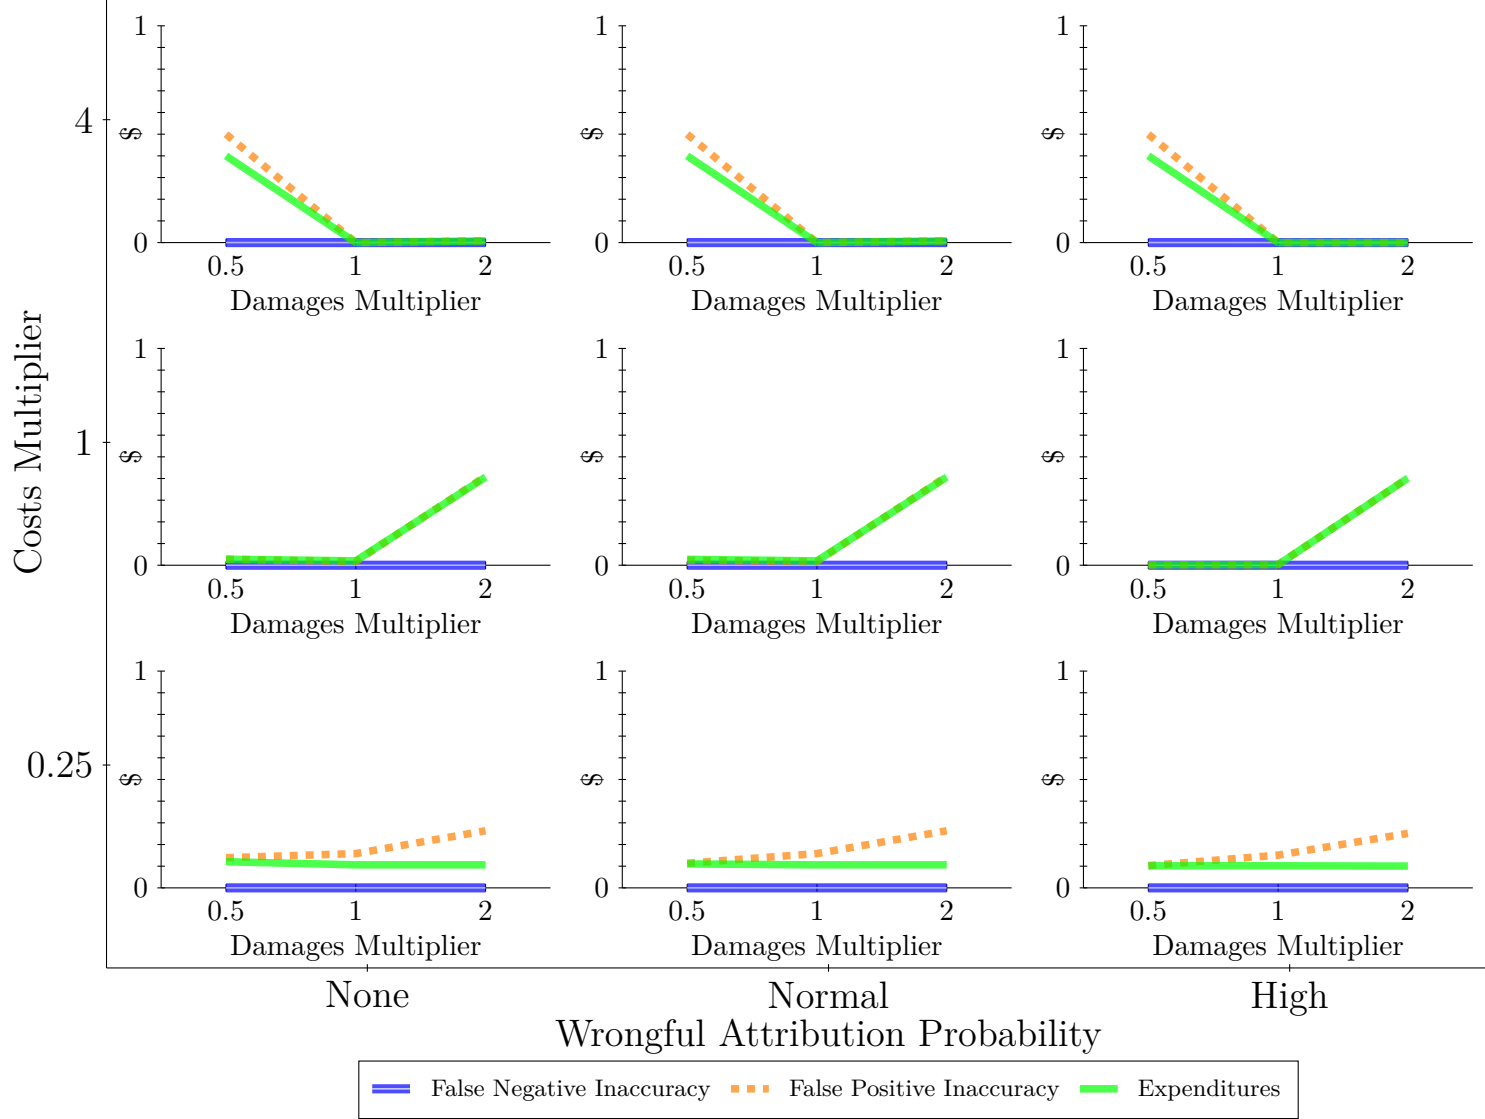 Costs Multiplier
4
1
$
0
0.5 1 2
Damages Multiplier
1
$
0
0.5 1 2
Damages Multiplier
1
$
0
0.5 1 2
Damages Multiplier
1
1
$
0
0.5 1 2
Damages Multiplier
1
$
0
0.5 1 2
Damages Multiplier
1
$
0
0.5 1 2
Damages Multiplier
0.25
1
$
0
0.5 1 2
Damages Multiplier
1
$
0
0.5 1 2
Damages Multiplier
1
$
0
0.5 1 2
Damages Multiplier
None Normal High
Wrongful Attribution Probability
False Negative Inaccuracy False Positive Inaccuracy Expenditures